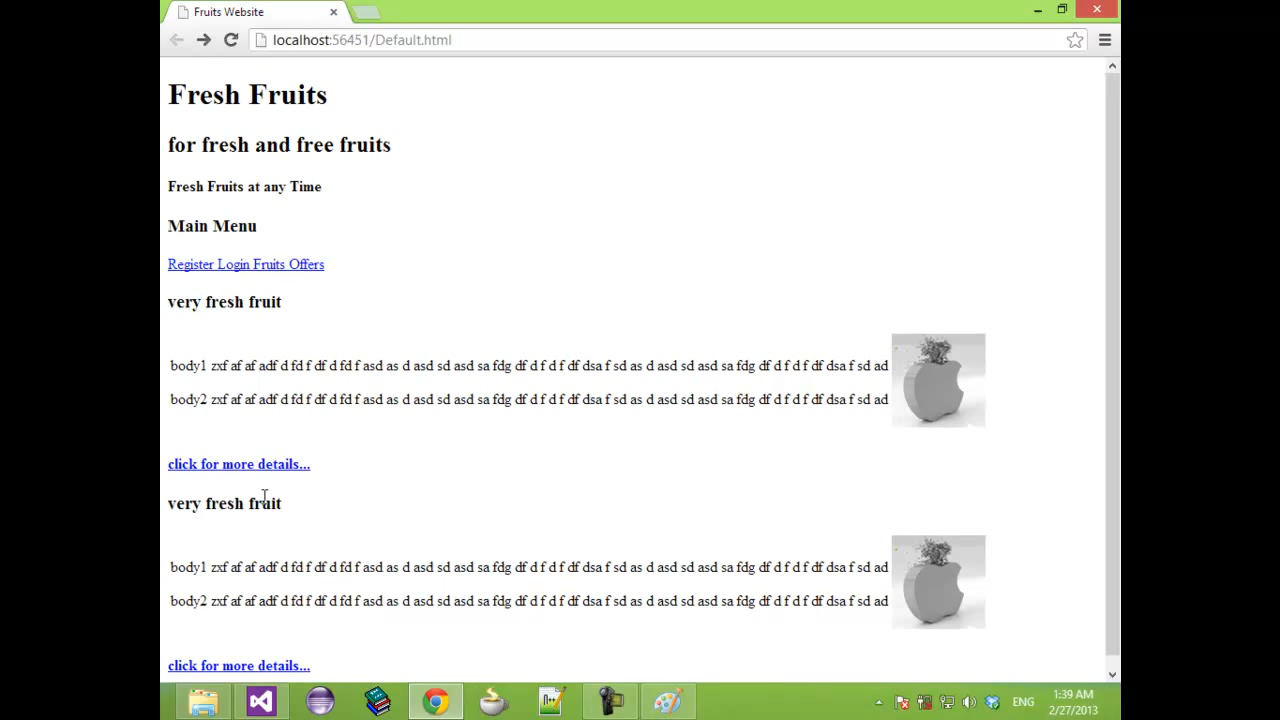 Fruits Website
localhost:56451/Default.html
Fresh Fruits
for fresh and free fruits
Fresh Fruits at any Time
Main Menu
Register Login Fruits Offers
very fresh fruit
body1 zxf af af adf d fd f df d fd f asd as d asd sd asd sa fdg df d f d f df dsa f sd as d asd sd asd sa fdg df d f d f df dsa f sd ad
body2 zxf af af adf d fd f df d fd f asd as d asd sd asd sa fdg df d f d f df dsa f sd as d asd sd asd sa fdg df d f d f df dsa f sd ad
click for more details...
very fresh fruit
body1 zxf af af adf d fd f df d fd f asd as d asd sd asd sa fdg df d f d f df dsa f sd as d asd sd asd sa fdg df d f d f df dsa f sd ad
body2 zxf af af adf d fd f df d fd f asd as d asd sd asd sa fdg df d f d f df dsa f sd as d asd sd asd sa fdg df d f d f df dsa f sd ad
click for more details...
ENG
1:39 AM
2/27/2013